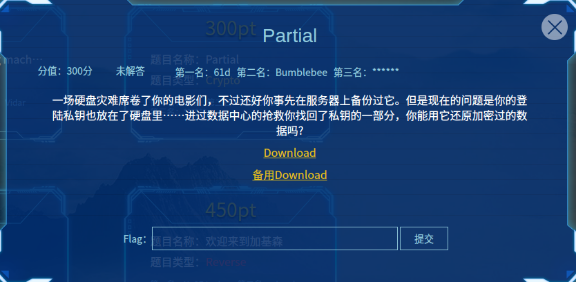 300pt
Partial
题目名称：Partial
分值：300分 未解答 第一名：61d 第二名：Bumblebee 第三名：******
题目类型：Crypto
一场硬盘灾难席卷了你的电影们，不过还好你事先在服务器上备份过它。但是现在的问题是你的登
陆私钥也放在了硬盘里……进过数据中心的抢救你找回了私钥的一部分，你能用它还原加密过的数
据吗？
Download
备用Download
450pt
Flag： 提交
题目名称：欢迎来到加基森
题目类型：